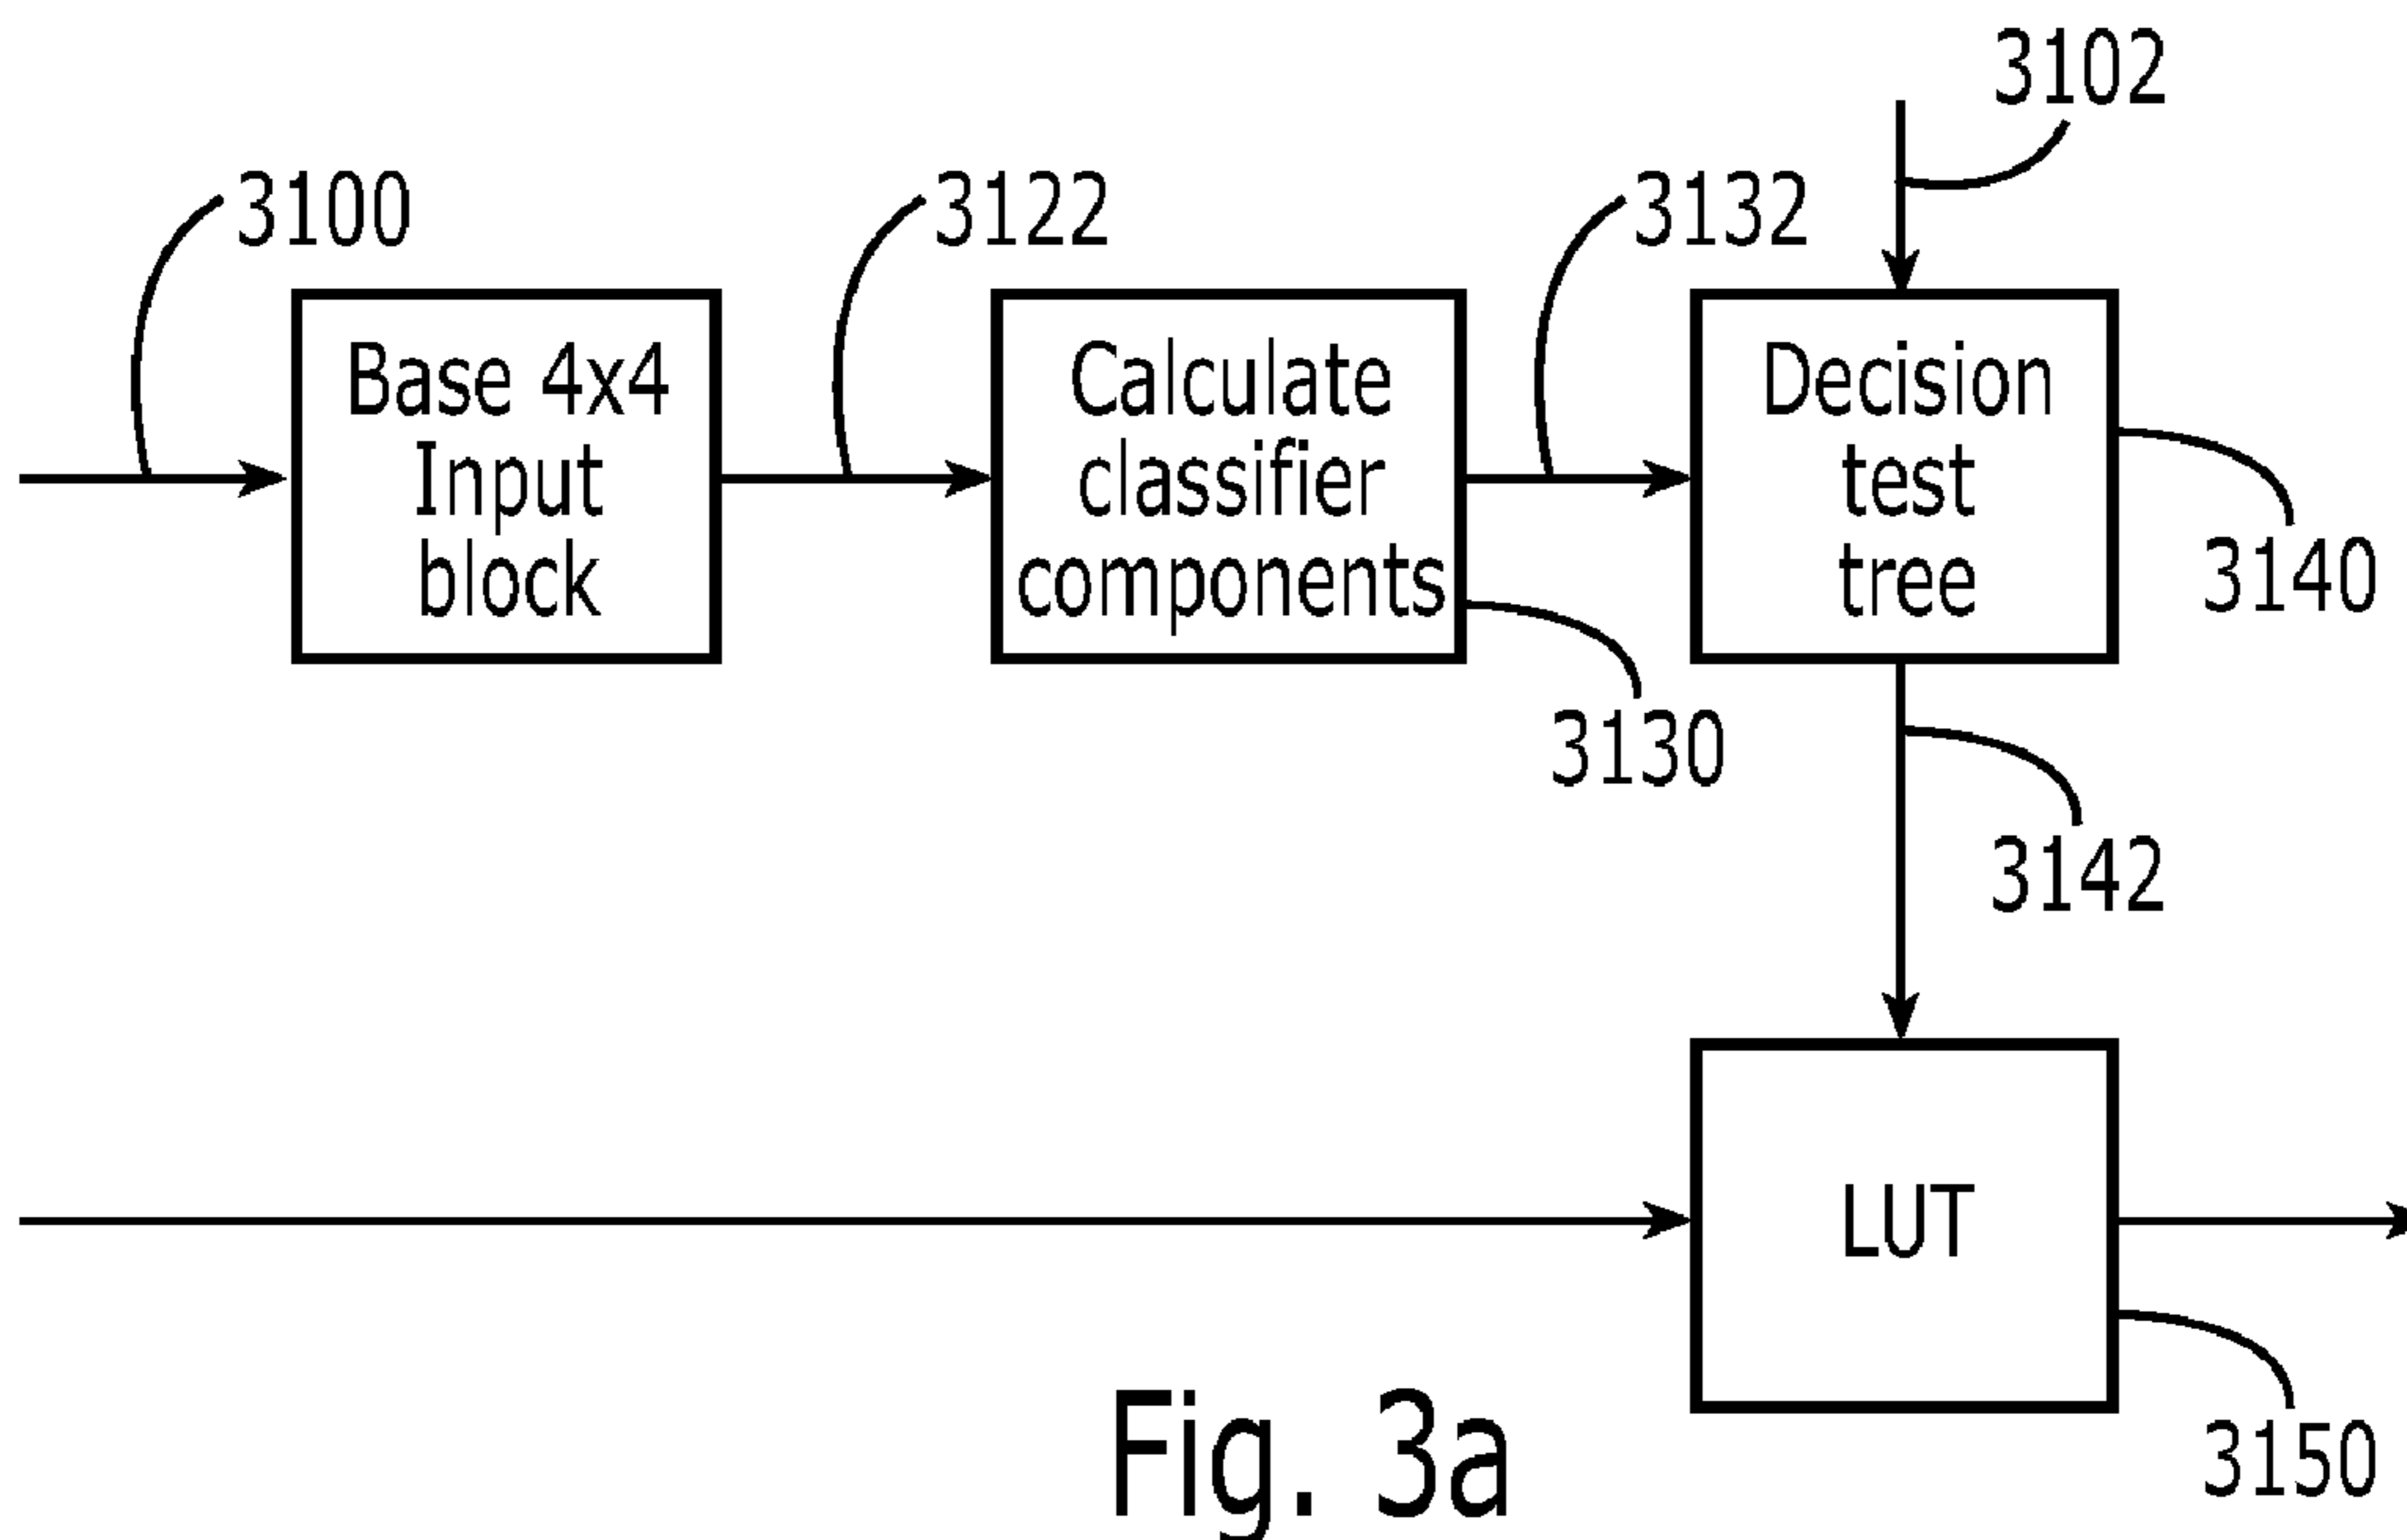 3102
3100
3122
3132
Base 4x4
Input
block
Calculate
classifier
components
Decision
test
tree
3140
3130
3142
LUT
3150
Fig. 3a